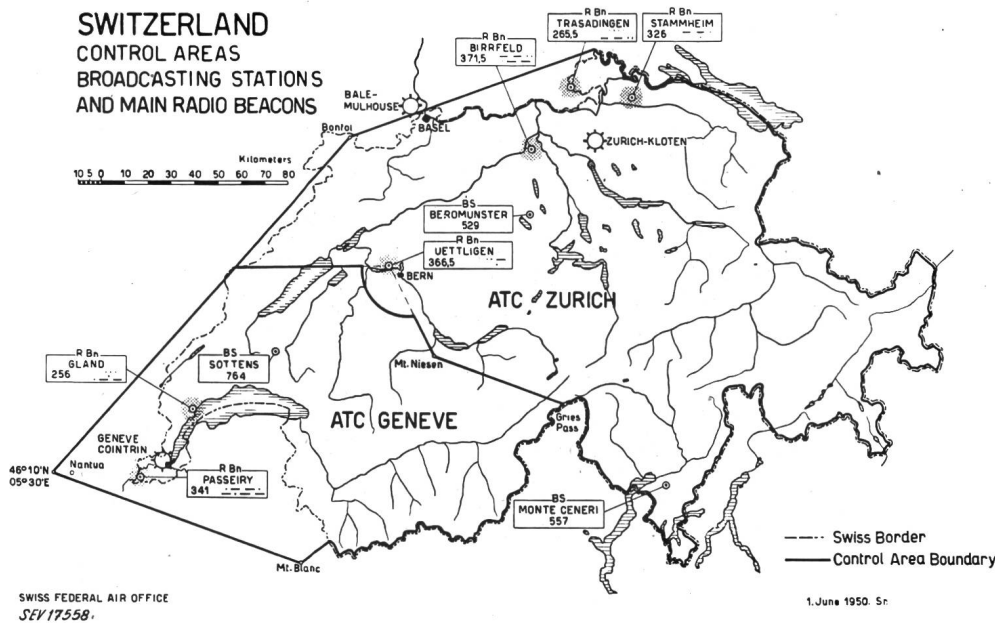 SWITZERLAND
CONTROL AREAS
BROADCASTING STATIONS
AND MAIN RADIO BEACONS
Kilometers
10 5 0 10 20 30 40 50 60 70 80
R Bn
TRASADINGEN
265,5
R Bn
STAMMHEIM
326
R Bn
BIRRFELD
371,5
BALE-
MULHOUSE
BASEL
Bonfol
ZURICH-KLOTEN
BS
BEROMUNSTER
529
R Bn
UETTLIGEN
366,5
BERN
ATC ZURICH
R Bn
GLAND
256
BS
SOTTENS
764
Mt. Niesen
ATC GENEVE
Gries
Pass
GENEVE
COINTRIN
46°10'N
05°30'E
Nantua
R Bn
PASSEIRY
341
BS
MONTE CENERI
557
Mt. Blanc
Swiss Border
Control Area Boundary
SWISS FEDERAL AIR OFFICE
SEV 17558.
1. June 1950. Sr.